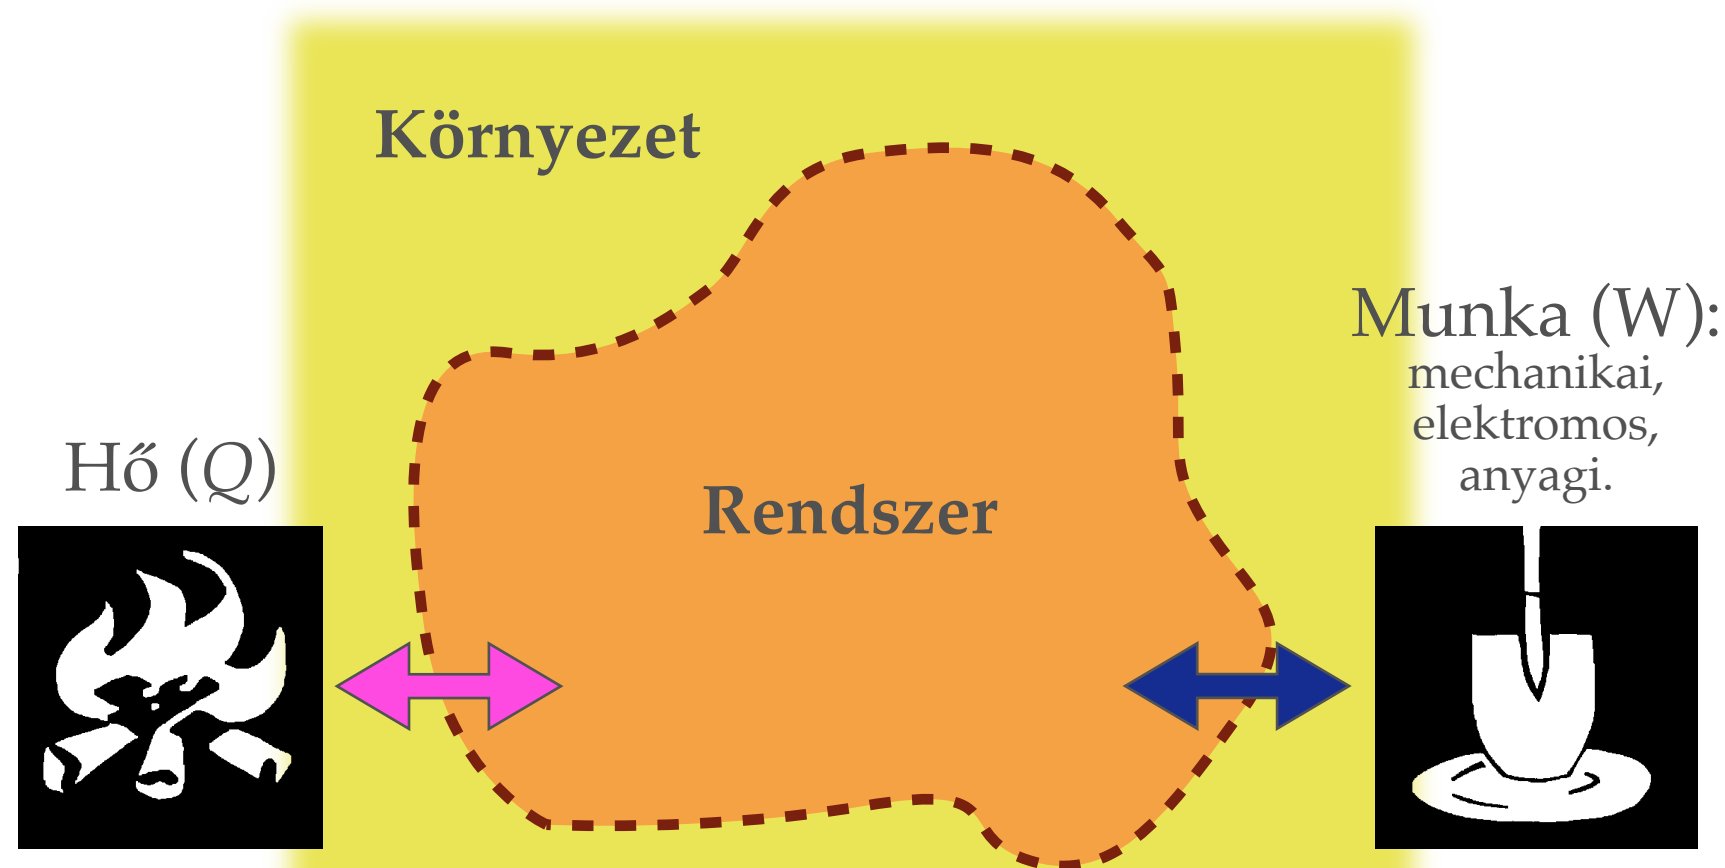 Környezet
Munka (W):
mechanikai,
elektromos,
anyagi.
Hő (Q)
Rendszer